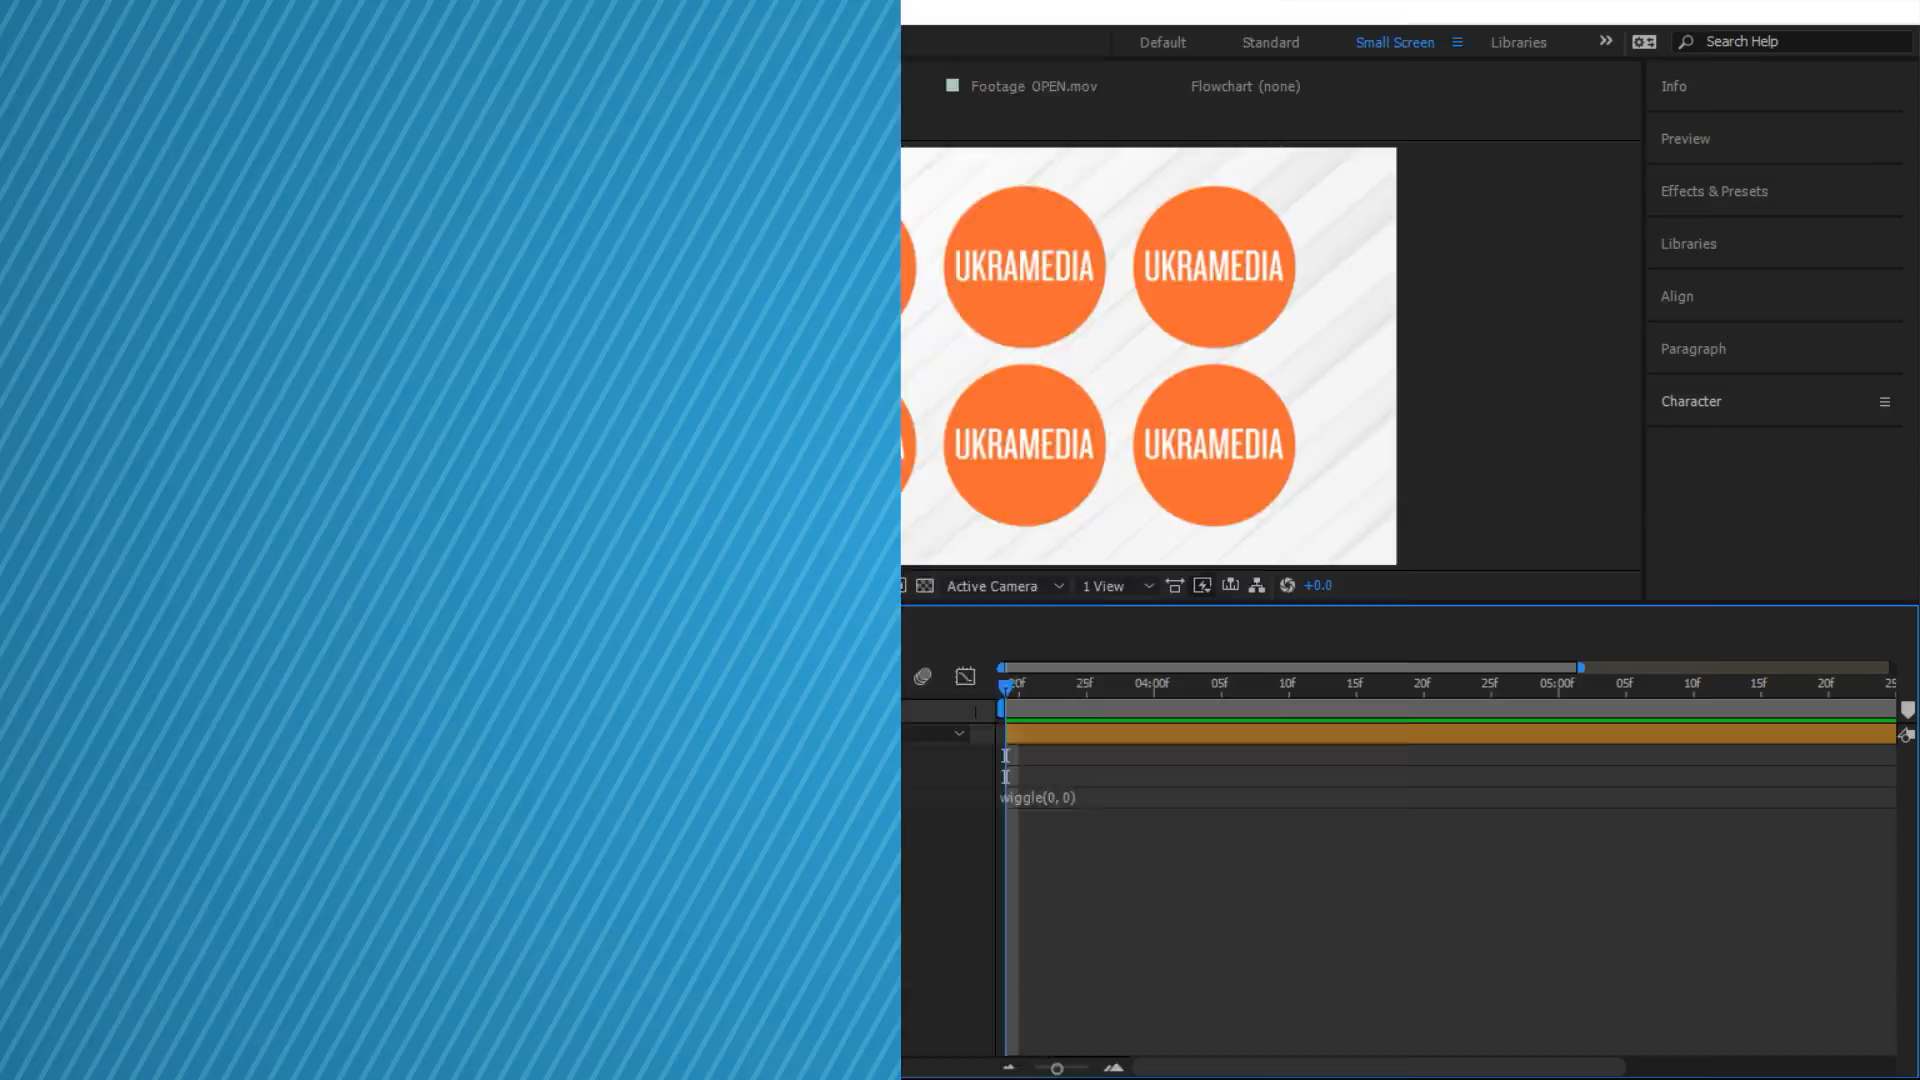 Default Standard Small Screen Libraries Search Help
Footage OPEN.mov Flowchart (none)
Info
Preview
Effects & Presets
Libraries
Align
Paragraph
Character
UKRAMEDIA UKRAMEDIA
UKRAMEDIA UKRAMEDIA
Active Camera 1 View +0.0
20f 25f 04:00f 05f 10f 15f 20f 25f 05:00f 05f 10f 15f 20f 25
wiggle(0, 0)